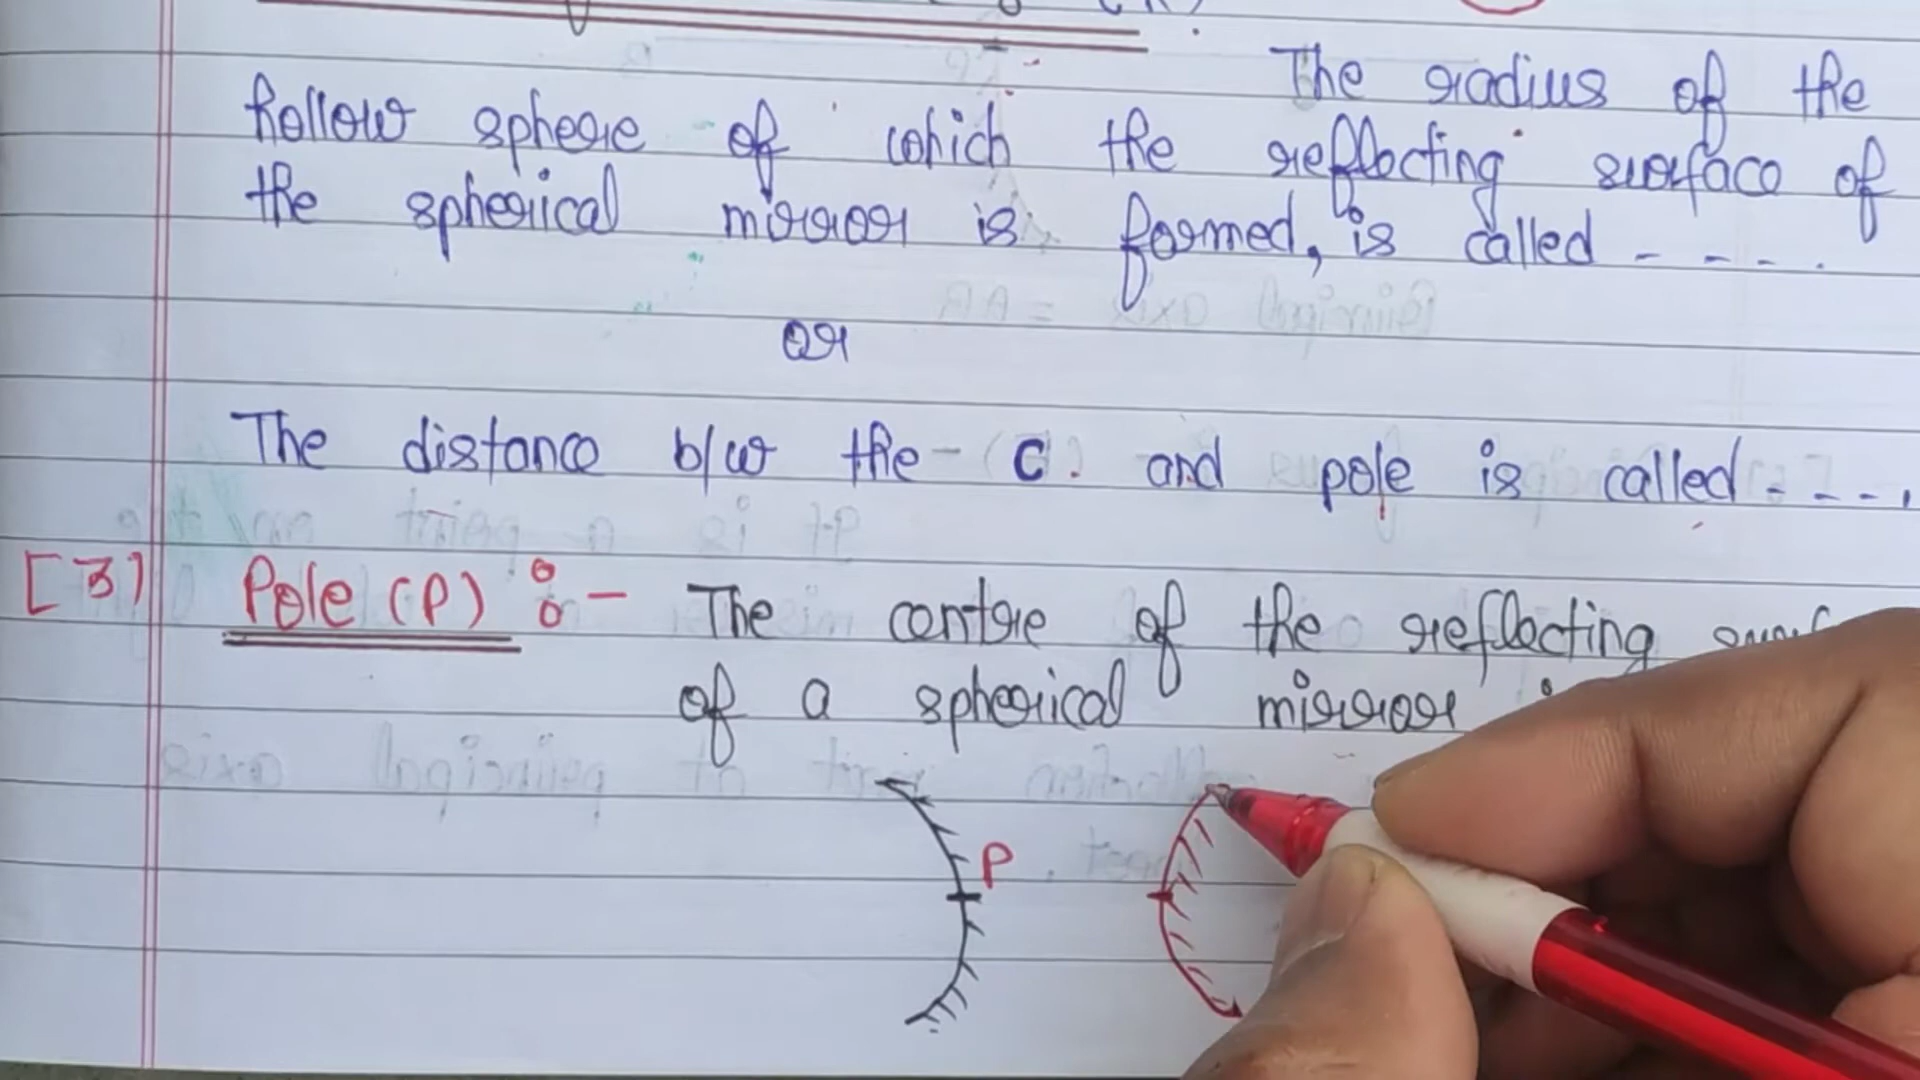 The radius of the
hollow sphere of which the reflecting surface of
the spherical mirror is formed, is called - - - .
or
The distance b/w the C. and pole is called - - - .
[3] Pole (P) :- The centre of the reflecting
of a spherical mirror
P